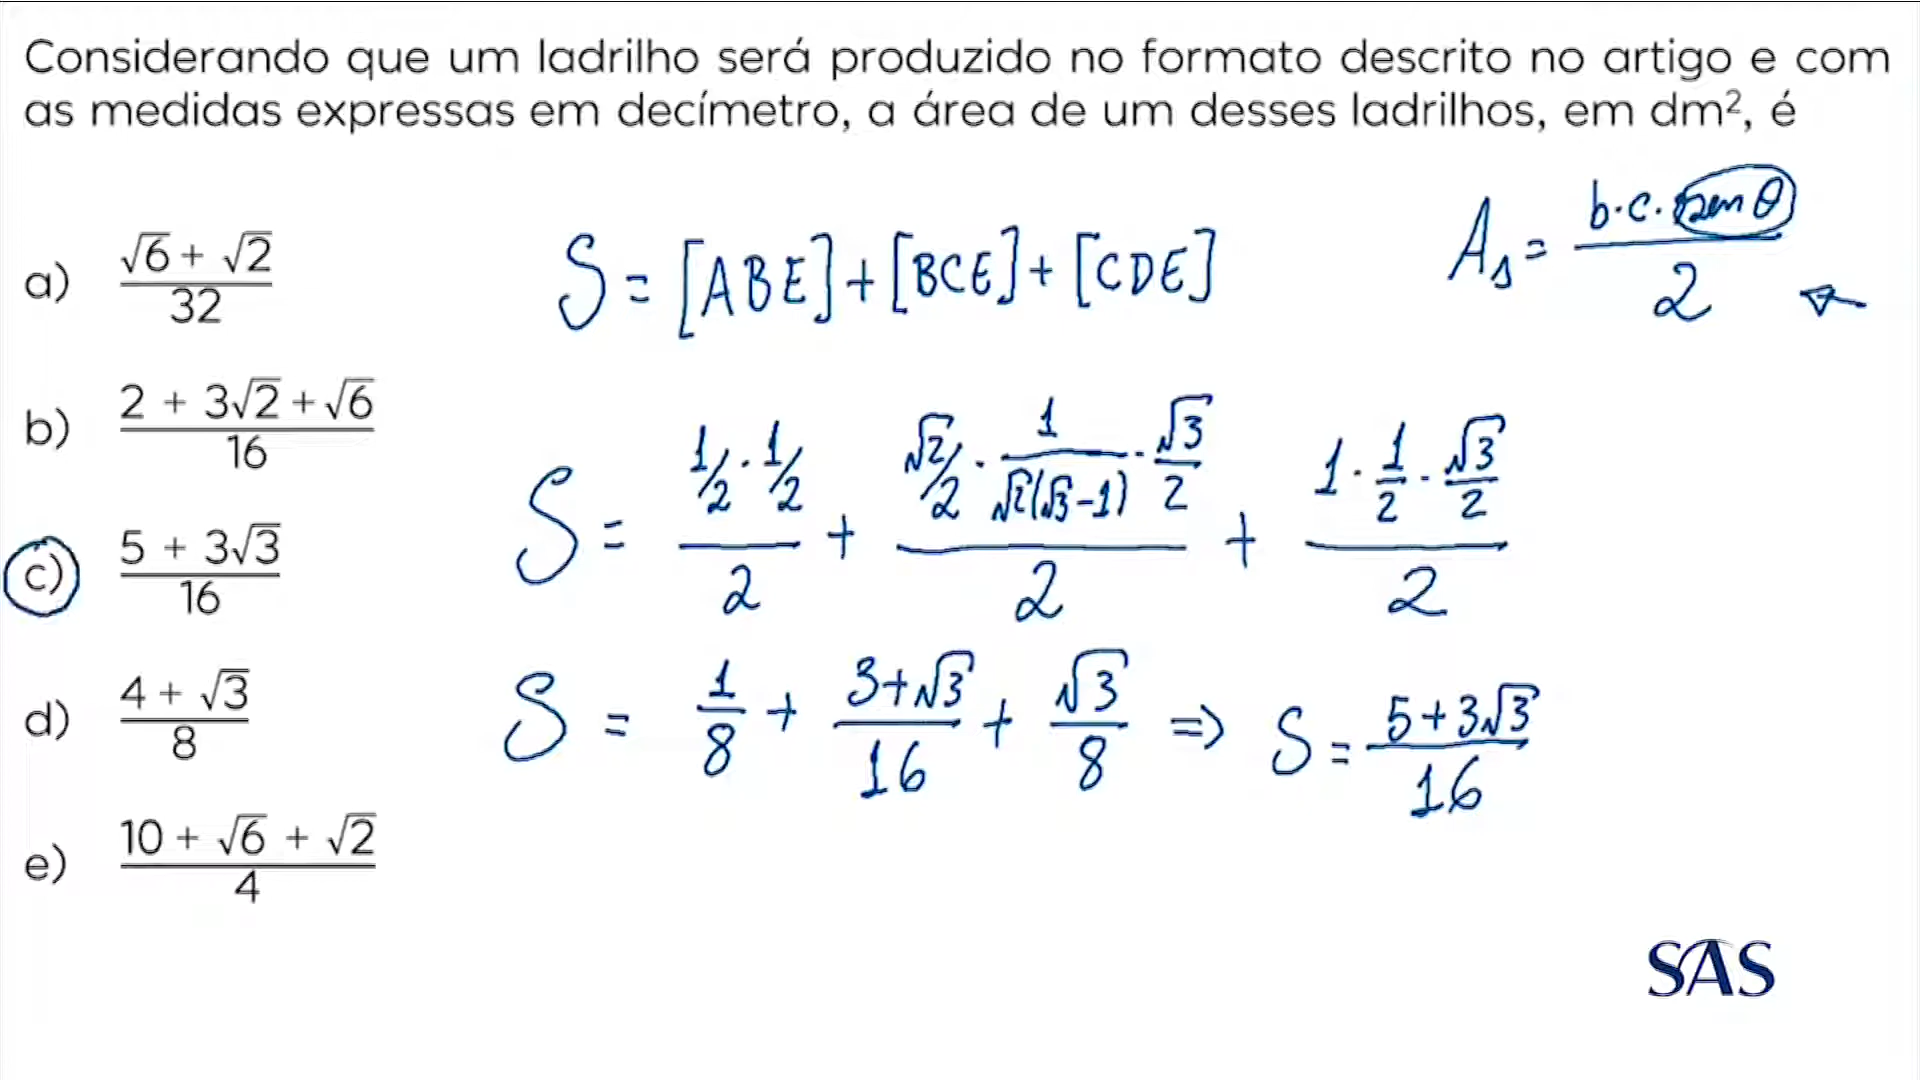 Considerando que um ladrilho será produzido no formato descrito no artigo e com
as medidas expressas em decímetro, a área de um desses ladrilhos, em dm², é
a) (√6 + √2)/32
b) (2 + 3√2 + √6)/16
c) (5 + 3√3)/16
d) (4 + √3)/8
e) (10 + √6 + √2)/4
A_Δ = (b·c·sen θ)/2
S = [ABE] + [BCE] + [CDE]
S = (1/2 · 1/2)/2 + (√2/2 · 1/(√2(√3-1)) · √3/2)/2 + (1 · 1/2 · √3/2)/2
S = 1/8 + (3+√3)/16 + √3/8 => S = (5+3√3)/16
SAS